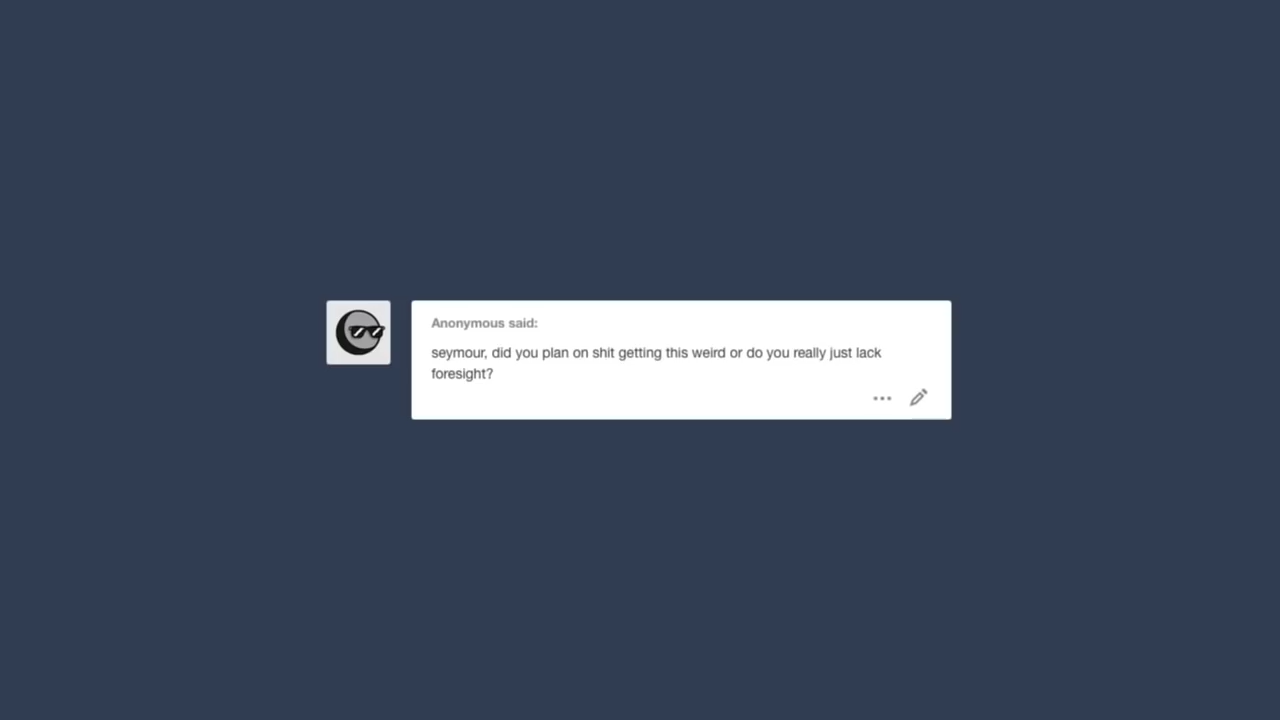 Anonymous said:
seymour, did you plan on shit getting this weird or do you really just lack
foresight?